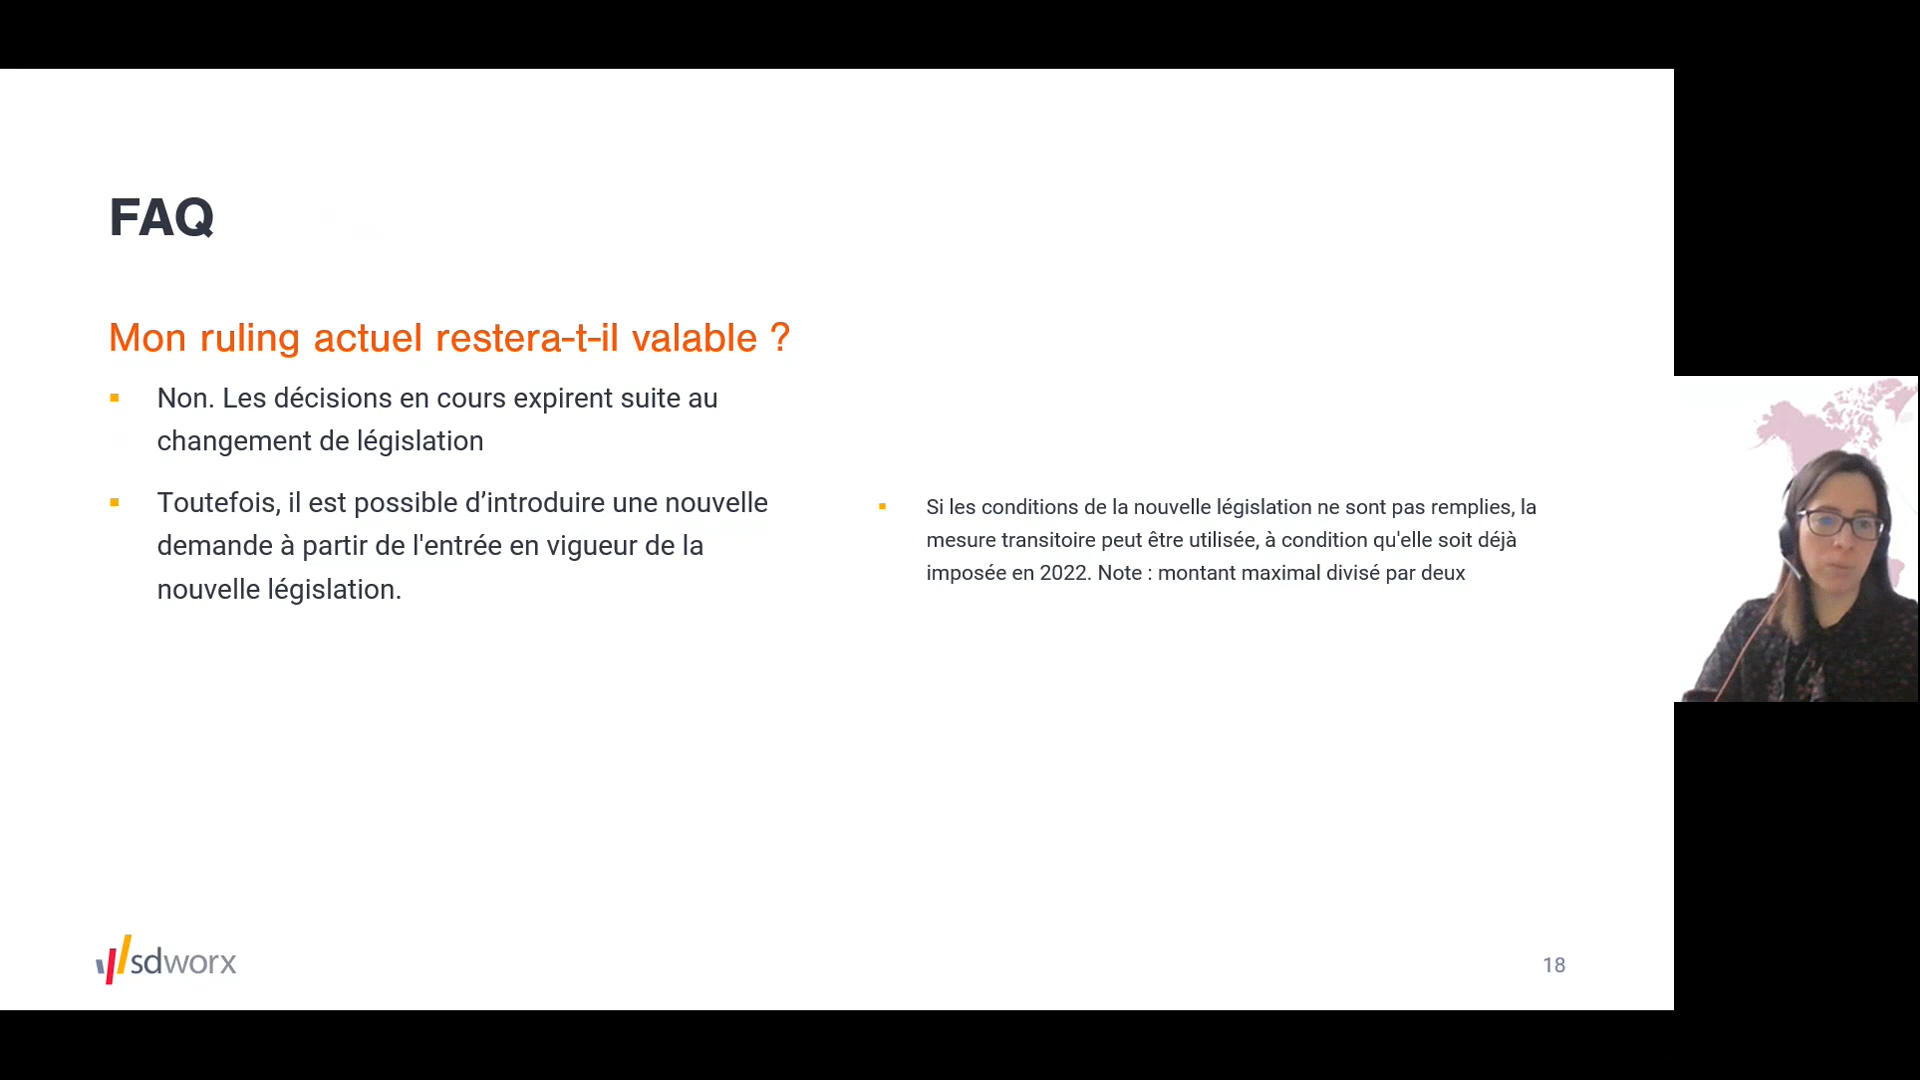 FAQ
Mon ruling actuel restera-t-il valable ?
▪ Non. Les décisions en cours expirent suite au
changement de législation
▪ Toutefois, il est possible d’introduire une nouvelle
demande à partir de l'entrée en vigueur de la
nouvelle législation.
▪ Si les conditions de la nouvelle législation ne sont pas remplies, la
mesure transitoire peut être utilisée, à condition qu'elle soit déjà
imposée en 2022. Note : montant maximal divisé par deux
sdworx
18